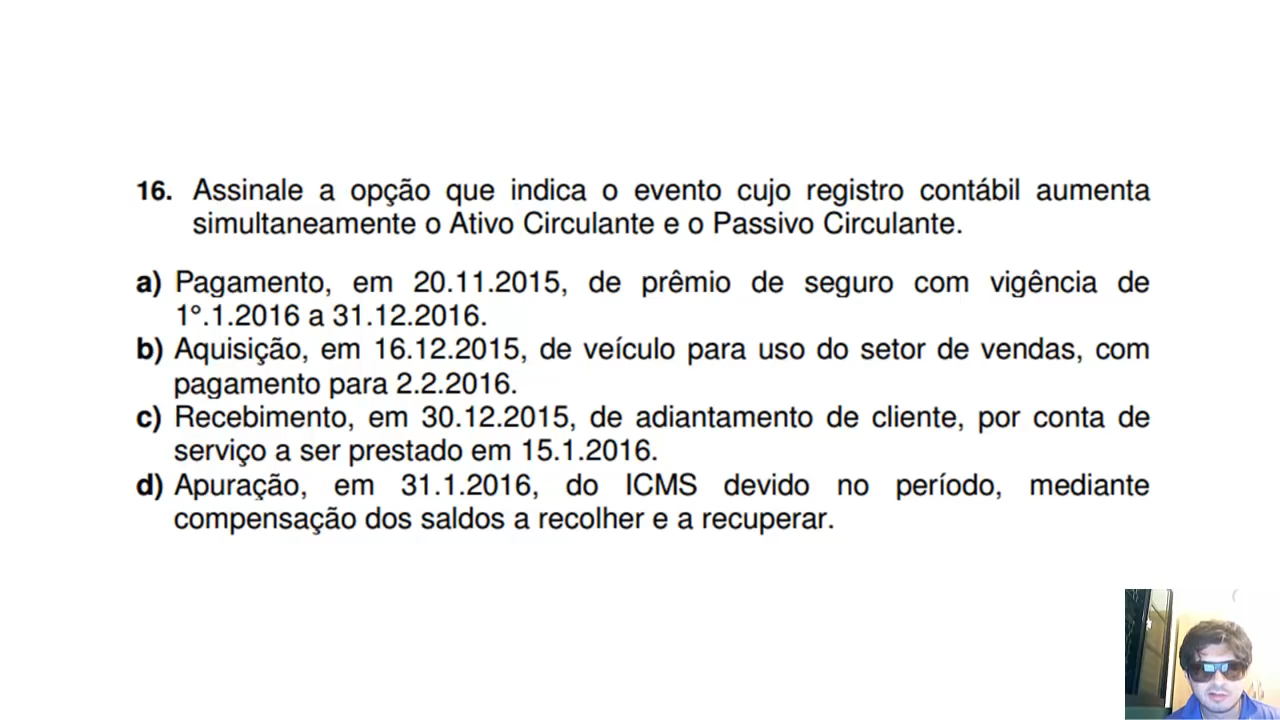 16. Assinale a opção que indica o evento cujo registro contábil aumenta
simultaneamente o Ativo Circulante e o Passivo Circulante.
a) Pagamento, em 20.11.2015, de prêmio de seguro com vigência de
1°.1.2016 a 31.12.2016.
b) Aquisição, em 16.12.2015, de veículo para uso do setor de vendas, com
pagamento para 2.2.2016.
c) Recebimento, em 30.12.2015, de adiantamento de cliente, por conta de
serviço a ser prestado em 15.1.2016.
d) Apuração, em 31.1.2016, do ICMS devido no período, mediante
compensação dos saldos a recolher e a recuperar.